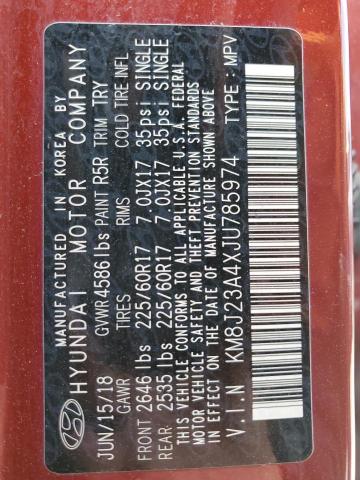 MANUFACTURED IN KOREA BY
HYUNDAI MOTOR COMPANY
JUN/15/18 GVWR 4586 lbs PAINT R5R TRIM TRY
GAWR TIRES RIMS COLD TIRE INFL.
FRONT 2646 lbs 225/60R17 7.0JX17 35psi SINGLE
REAR 2535 lbs 225/60R17 7.0JX17 35psi SINGLE
THIS VEHICLE CONFORMS TO ALL APPLICABLE U.S.A. FEDERAL
MOTOR VEHICLE SAFETY AND THEFT PREVENTION STANDARDS
IN EFFECT ON THE DATE OF MANUFACTURE SHOWN ABOVE
V.I.N KM8J23A4XJU785974 TYPE : MPV